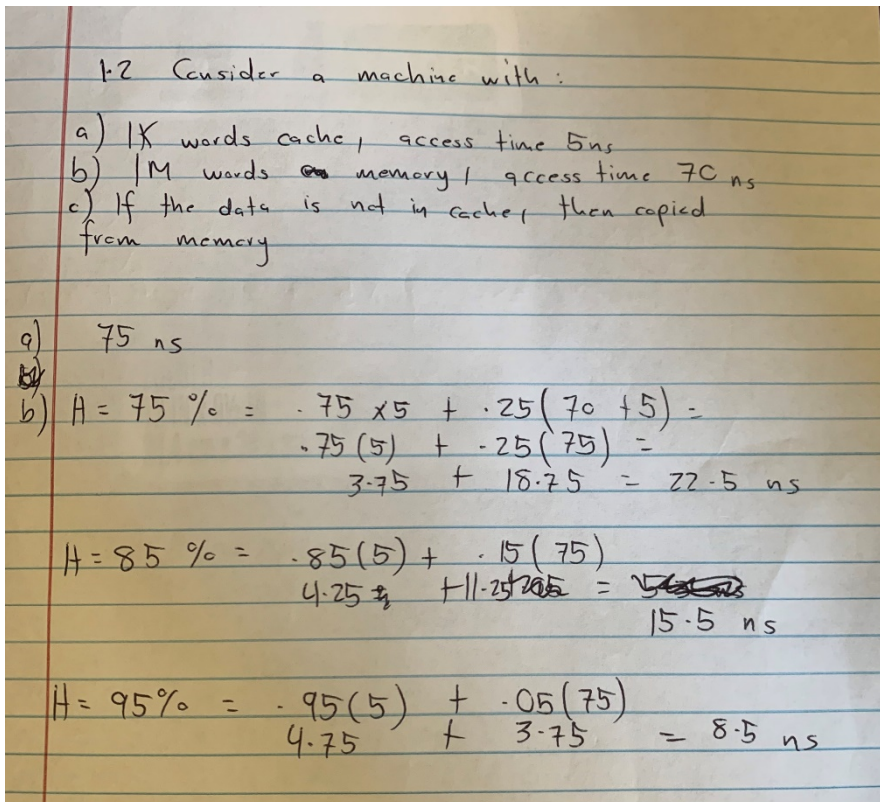 1.2 Consider a machine with:
a) 1K words cache, access time 5ns
b) 1M words memory, access time 70 ns
c) If the data is not in cache, then copied
from memory
a) 75 ns
b) H = 75 % = .75 x5 + .25(70 +5) =
.75(5) + .25(75) =
3.75 + 18.75 = 22.5 ns
H = 85 % = .85(5) + .15(75)
4.25 + 11.25 =
15.5 ns
H = 95% = .95(5) + .05(75)
4.75 + 3.75 = 8.5 ns